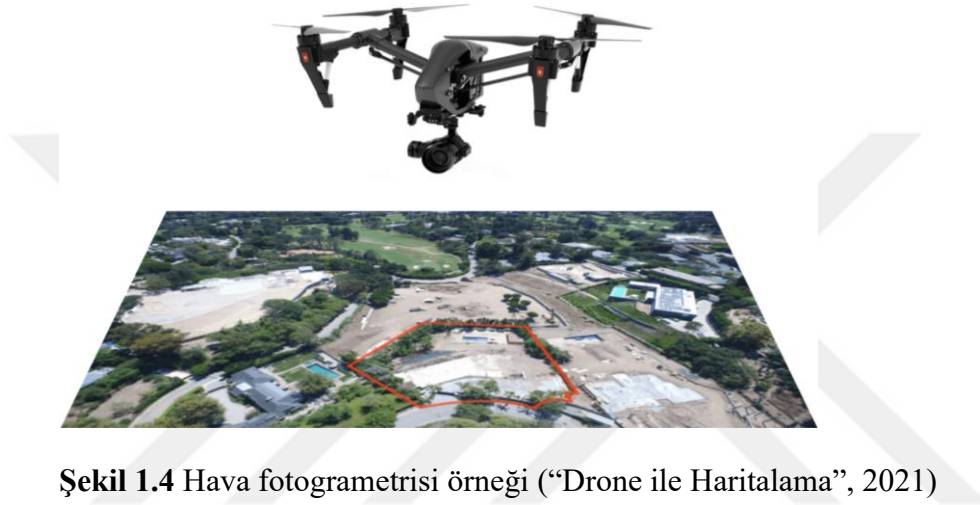 Şekil 1.4 Hava fotogrametrisi örneği (“Drone ile Haritalama”, 2021)